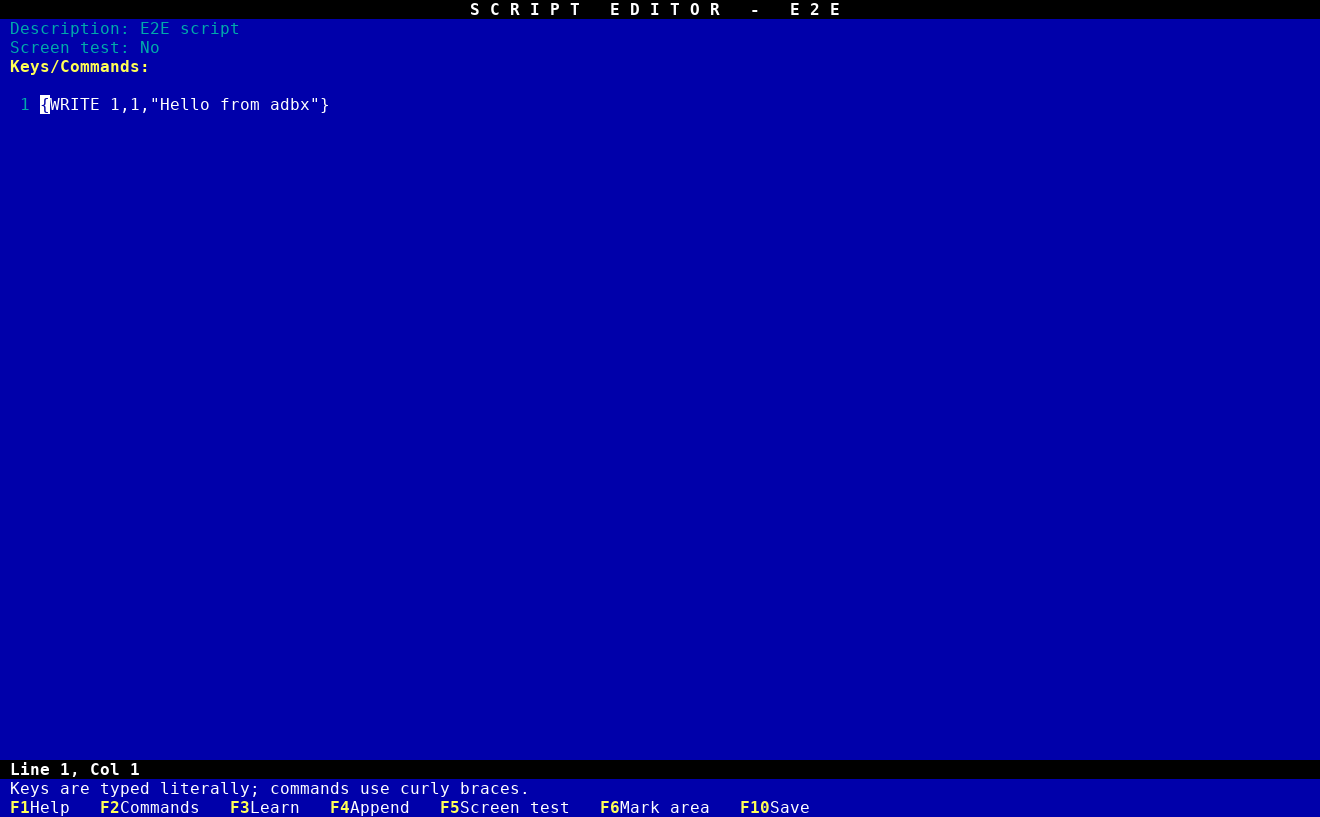 S C R I P T   E D I T O R   -   E 2 E
Description: E2E script
Screen test: No
Keys/Commands:
1 {WRITE 1,1,"Hello from adbx"}
Line 1, Col 1
Keys are typed literally; commands use curly braces.
F1Help   F2Commands   F3Learn   F4Append   F5Screen test   F6Mark area   F10Save